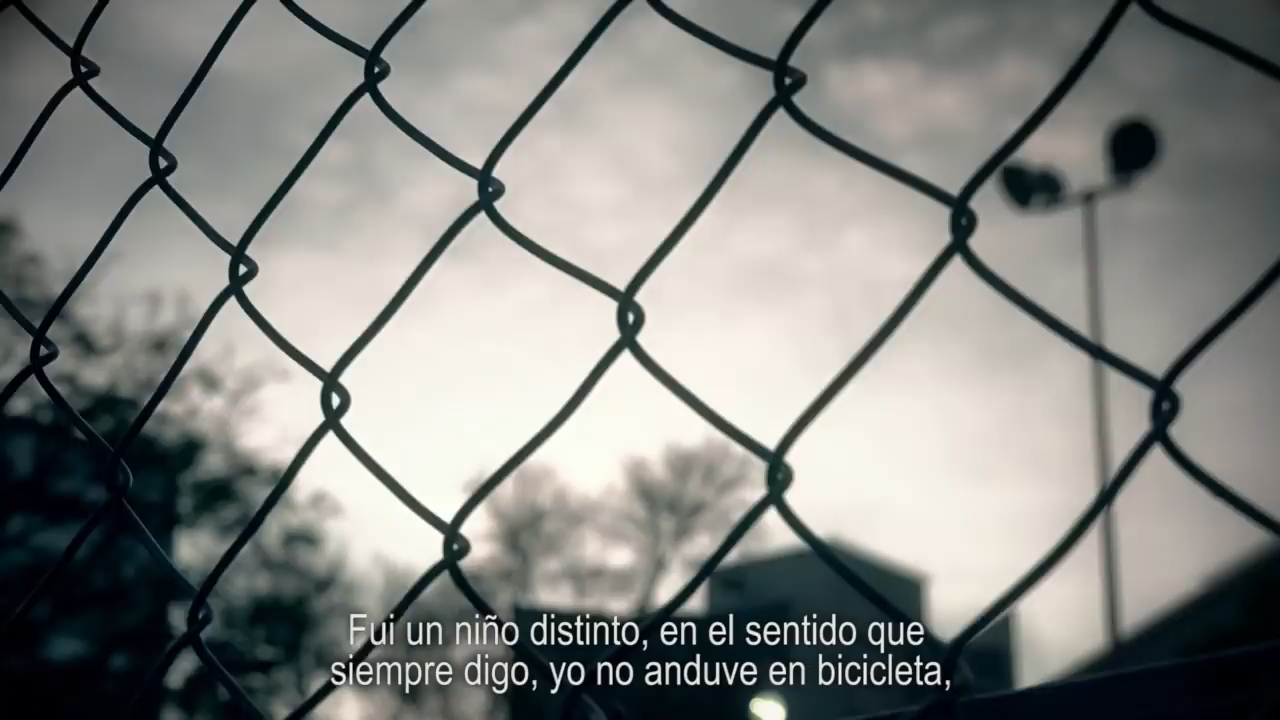 Fui un niño distinto, en el sentido que
siempre digo, yo no anduve en bicicleta,